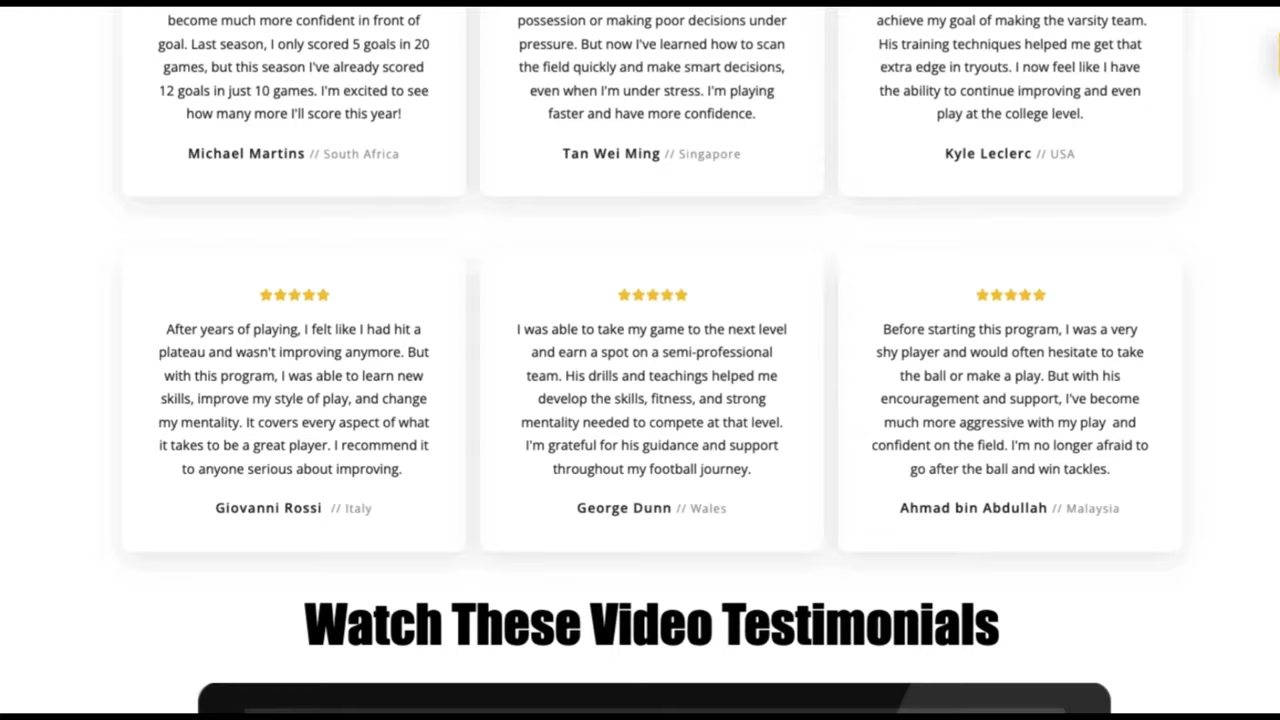 become much more confident in front of
goal. Last season, I only scored 5 goals in 20
games, but this season I've already scored
12 goals in just 10 games. I'm excited to see
how many more I'll score this year!
Michael Martins // South Africa
possession or making poor decisions under
pressure. But now I've learned how to scan
the field quickly and make smart decisions,
even when I'm under stress. I'm playing
faster and have more confidence.
Tan Wei Ming // Singapore
achieve my goal of making the varsity team.
His training techniques helped me get that
extra edge in tryouts. I now feel like I have
the ability to continue improving and even
play at the college level.
Kyle Leclerc // USA
After years of playing, I felt like I had hit a
plateau and wasn't improving anymore. But
with this program, I was able to learn new
skills, improve my style of play, and change
my mentality. It covers every aspect of what
it takes to be a great player. I recommend it
to anyone serious about improving.
Giovanni Rossi // Italy
I was able to take my game to the next level
and earn a spot on a semi-professional
team. His drills and teachings helped me
develop the skills, fitness, and strong
mentality needed to compete at that level.
I'm grateful for his guidance and support
throughout my football journey.
George Dunn // Wales
Before starting this program, I was a very
shy player and would often hesitate to take
the ball or make a play. But with his
encouragement and support, I've become
much more aggressive with my play and
confident on the field. I'm no longer afraid to
go after the ball and win tackles.
Ahmad bin Abdullah // Malaysia
Watch These Video Testimonials